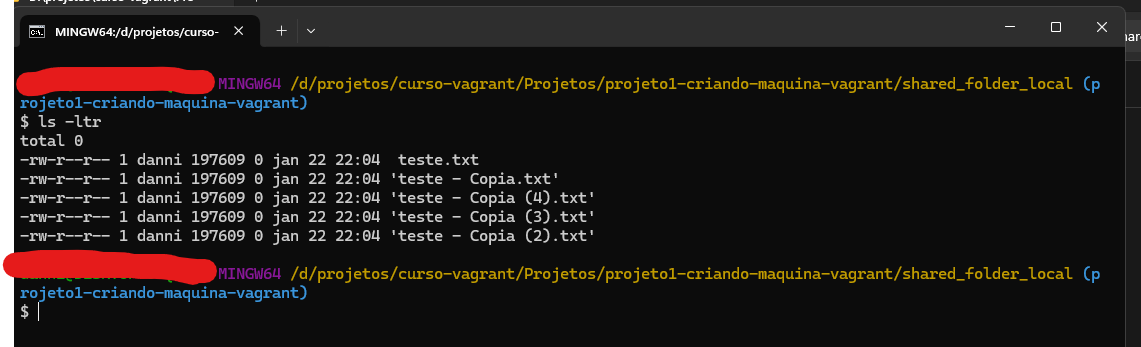 MINGW64:/d/projetos/curso-
MINGW64 /d/projetos/curso-vagrant/Projetos/projeto1-criando-maquina-vagrant/shared_folder_local (p
rojeto1-criando-maquina-vagrant)
$ ls -ltr
total 0
-rw-r--r-- 1 danni 197609 0 jan 22 22:04  teste.txt
-rw-r--r-- 1 danni 197609 0 jan 22 22:04 'teste - Copia.txt'
-rw-r--r-- 1 danni 197609 0 jan 22 22:04 'teste - Copia (4).txt'
-rw-r--r-- 1 danni 197609 0 jan 22 22:04 'teste - Copia (3).txt'
-rw-r--r-- 1 danni 197609 0 jan 22 22:04 'teste - Copia (2).txt'
MINGW64 /d/projetos/curso-vagrant/Projetos/projeto1-criando-maquina-vagrant/shared_folder_local (p
rojeto1-criando-maquina-vagrant)
$